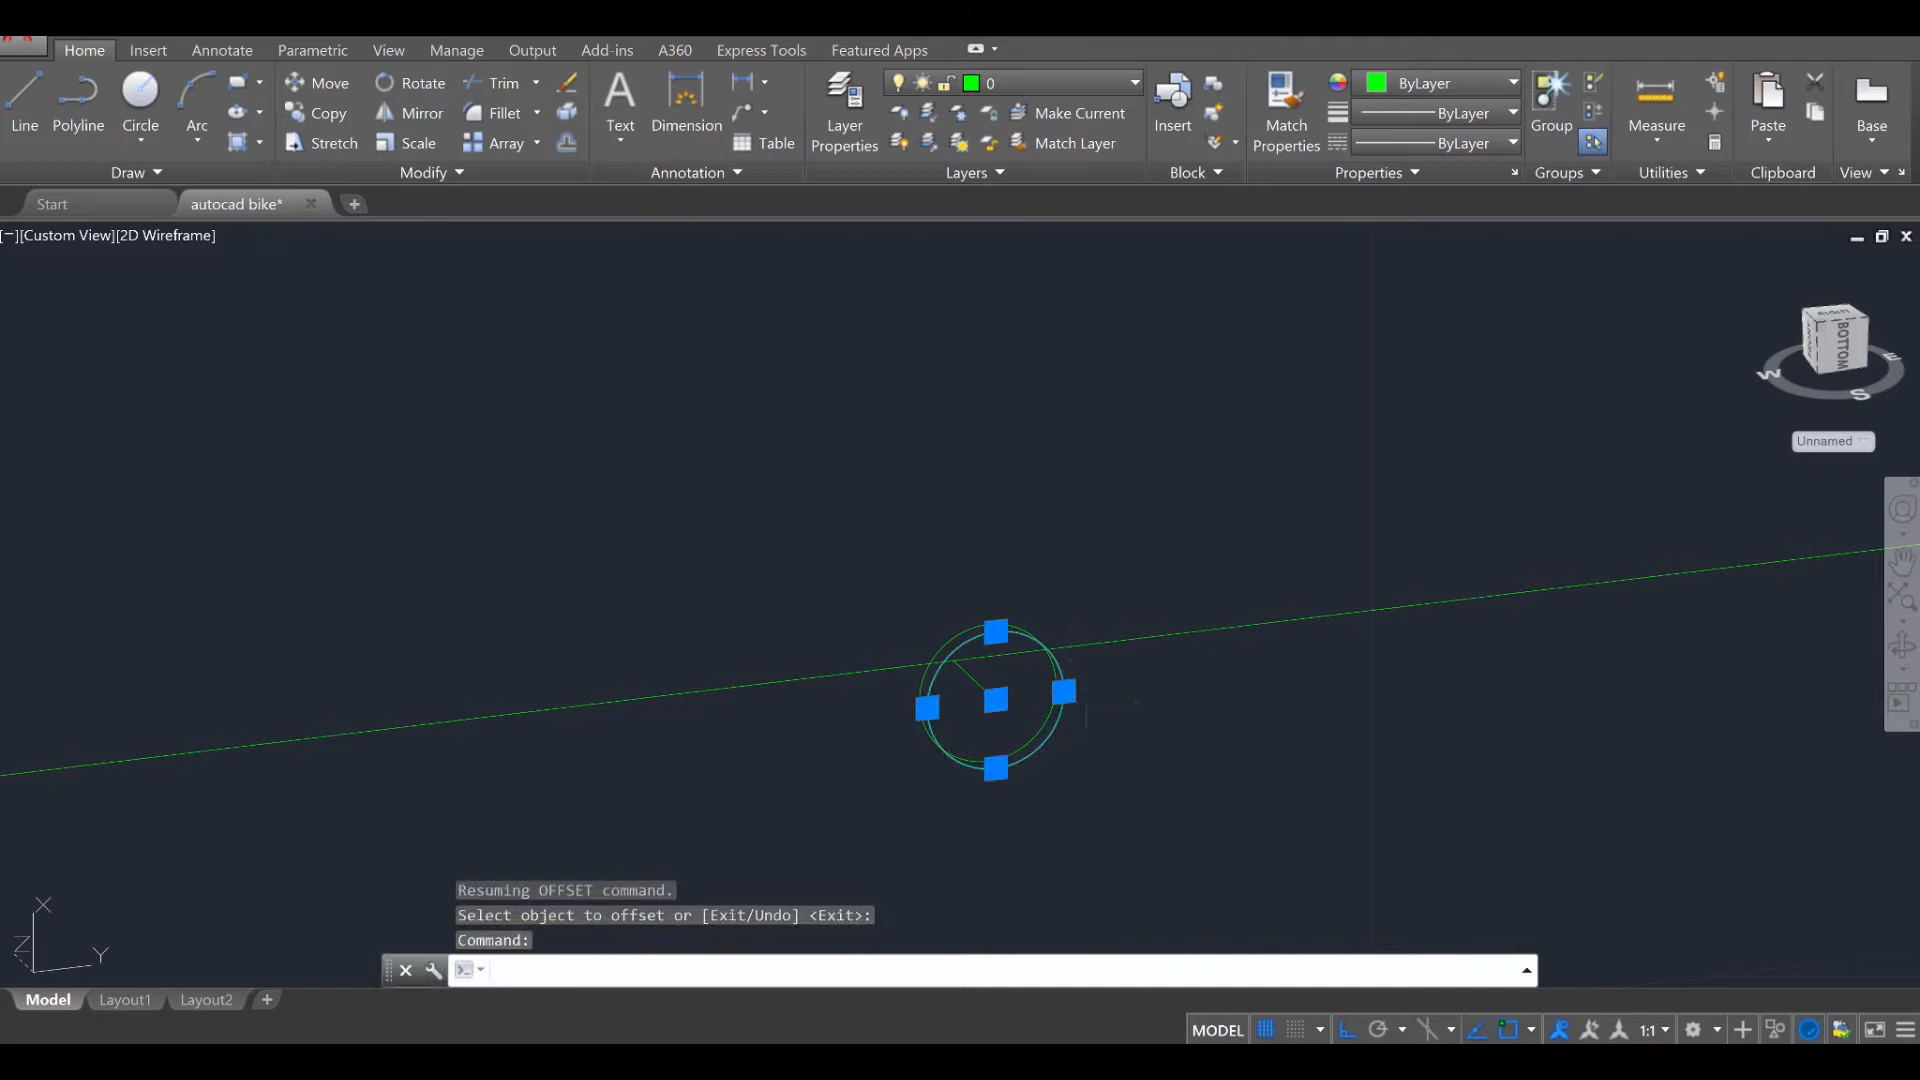 Home Insert Annotate Parametric View Manage Output Add-ins A360 Express Tools Featured Apps
Line Polyline Circle Arc
Move Rotate Trim
Copy Mirror Fillet
Stretch Scale Array
Text Dimension Table
Layer Properties
0
Make Current
Match Layer
Insert
Match Properties
ByLayer
ByLayer
ByLayer
Group Measure Paste Base
Draw Modify Annotation Layers Block Properties Groups Utilities Clipboard View
Start autocad bike*
[−][Custom View][2D Wireframe]
RIGHT
BOTTOM
W E S
Unnamed
X
Z Y
Resuming OFFSET command.
Select object to offset or [Exit/Undo] <Exit>:
Command:
Model Layout1 Layout2
MODEL 1:1